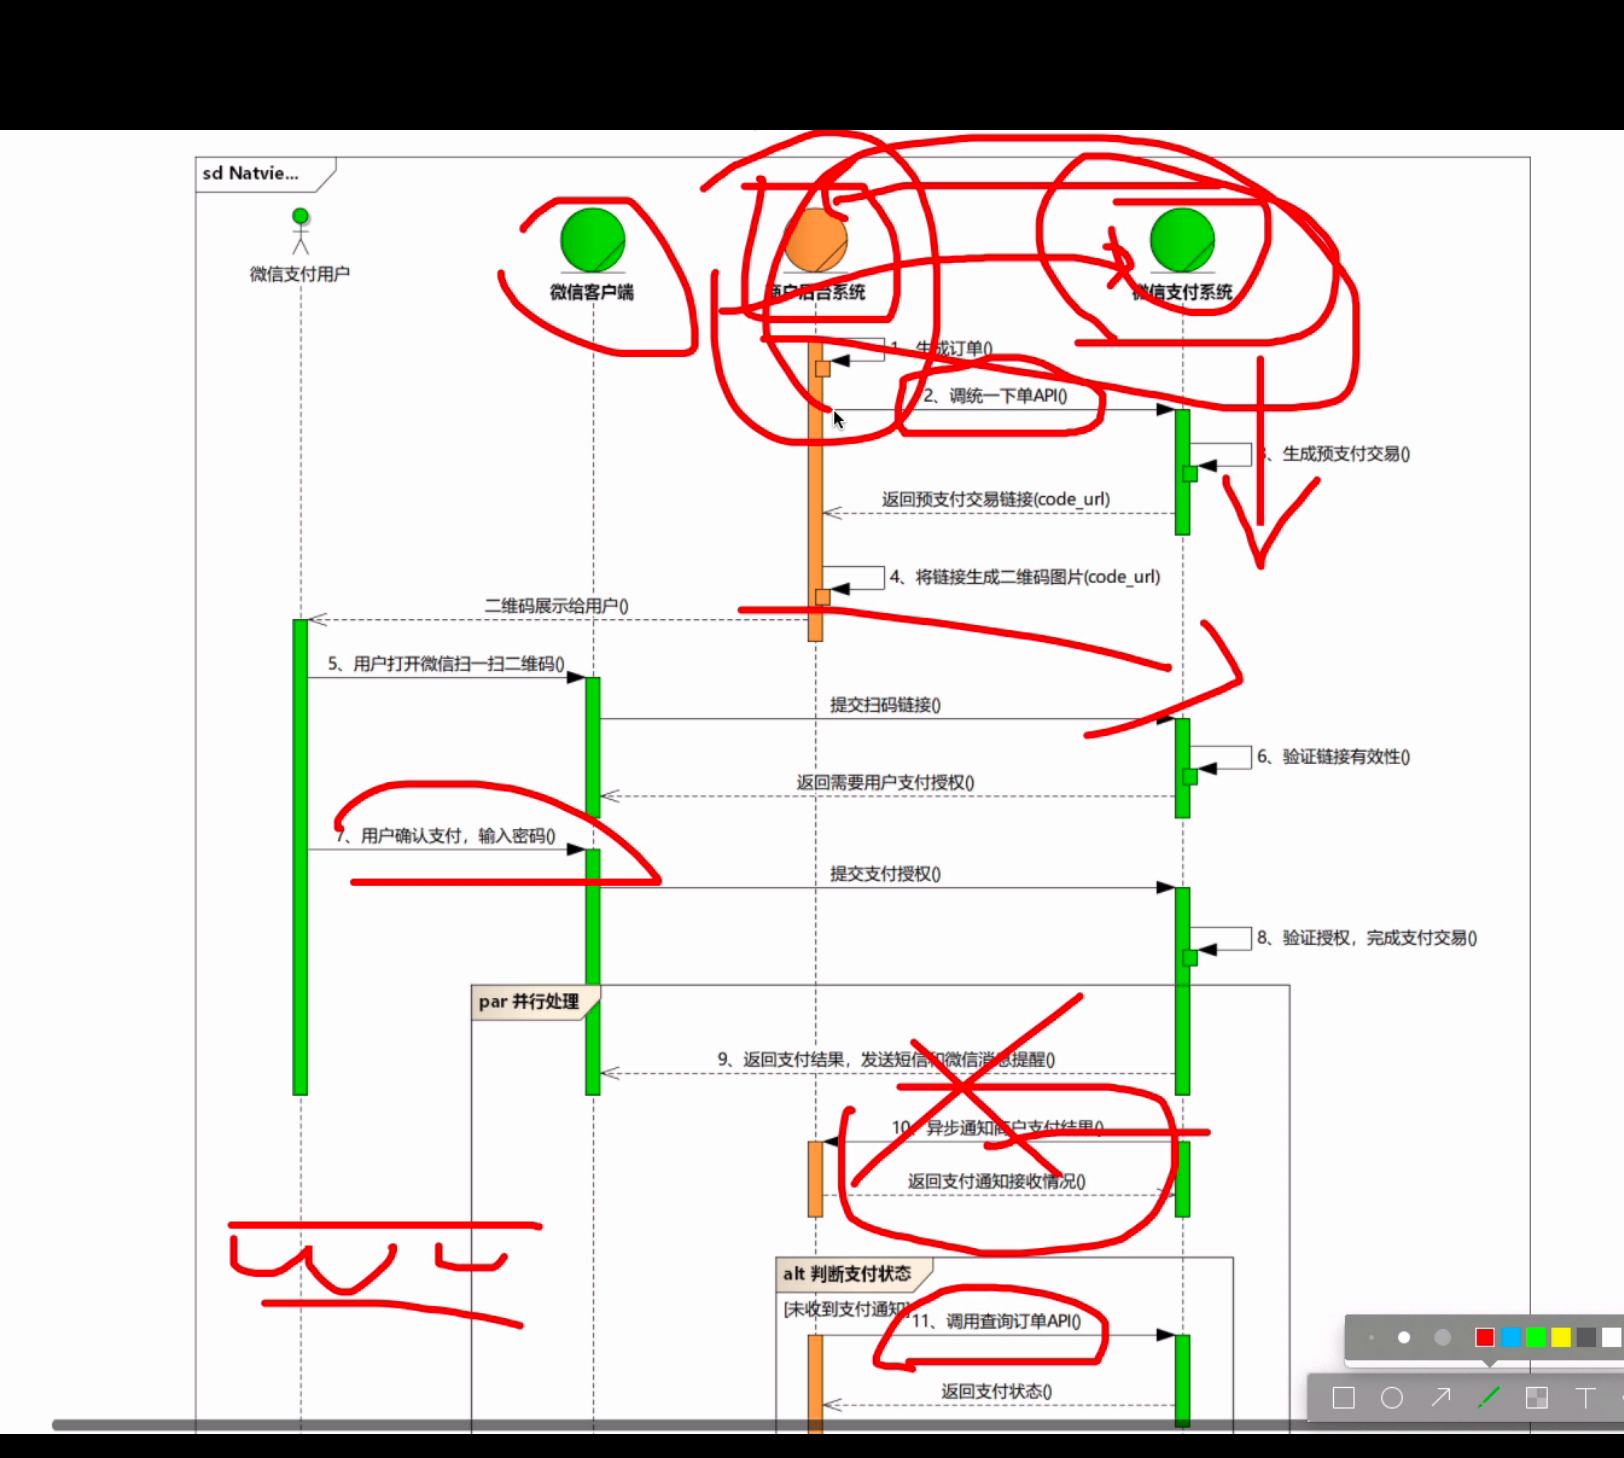 sd Natvie...
微信支付用户
微信客户端
商户后台系统
微信支付系统
1、生成订单()
2、调统一下单API()
3、生成预支付交易()
返回预支付交易链接(code_url)
4、将链接生成二维码图片(code_url)
二维码展示给用户()
5、用户打开微信扫一扫二维码()
提交扫码链接()
6、验证链接有效性()
返回需要用户支付授权()
7、用户确认支付，输入密码()
提交支付授权()
8、验证授权，完成支付交易()
par 并行处理
9、返回支付结果，发送短信和微信消息提醒()
10、异步通知商户支付结果()
返回支付通知接收情况()
alt 判断支付状态
[未收到支付通知]
11、调用查询订单API()
返回支付状态()